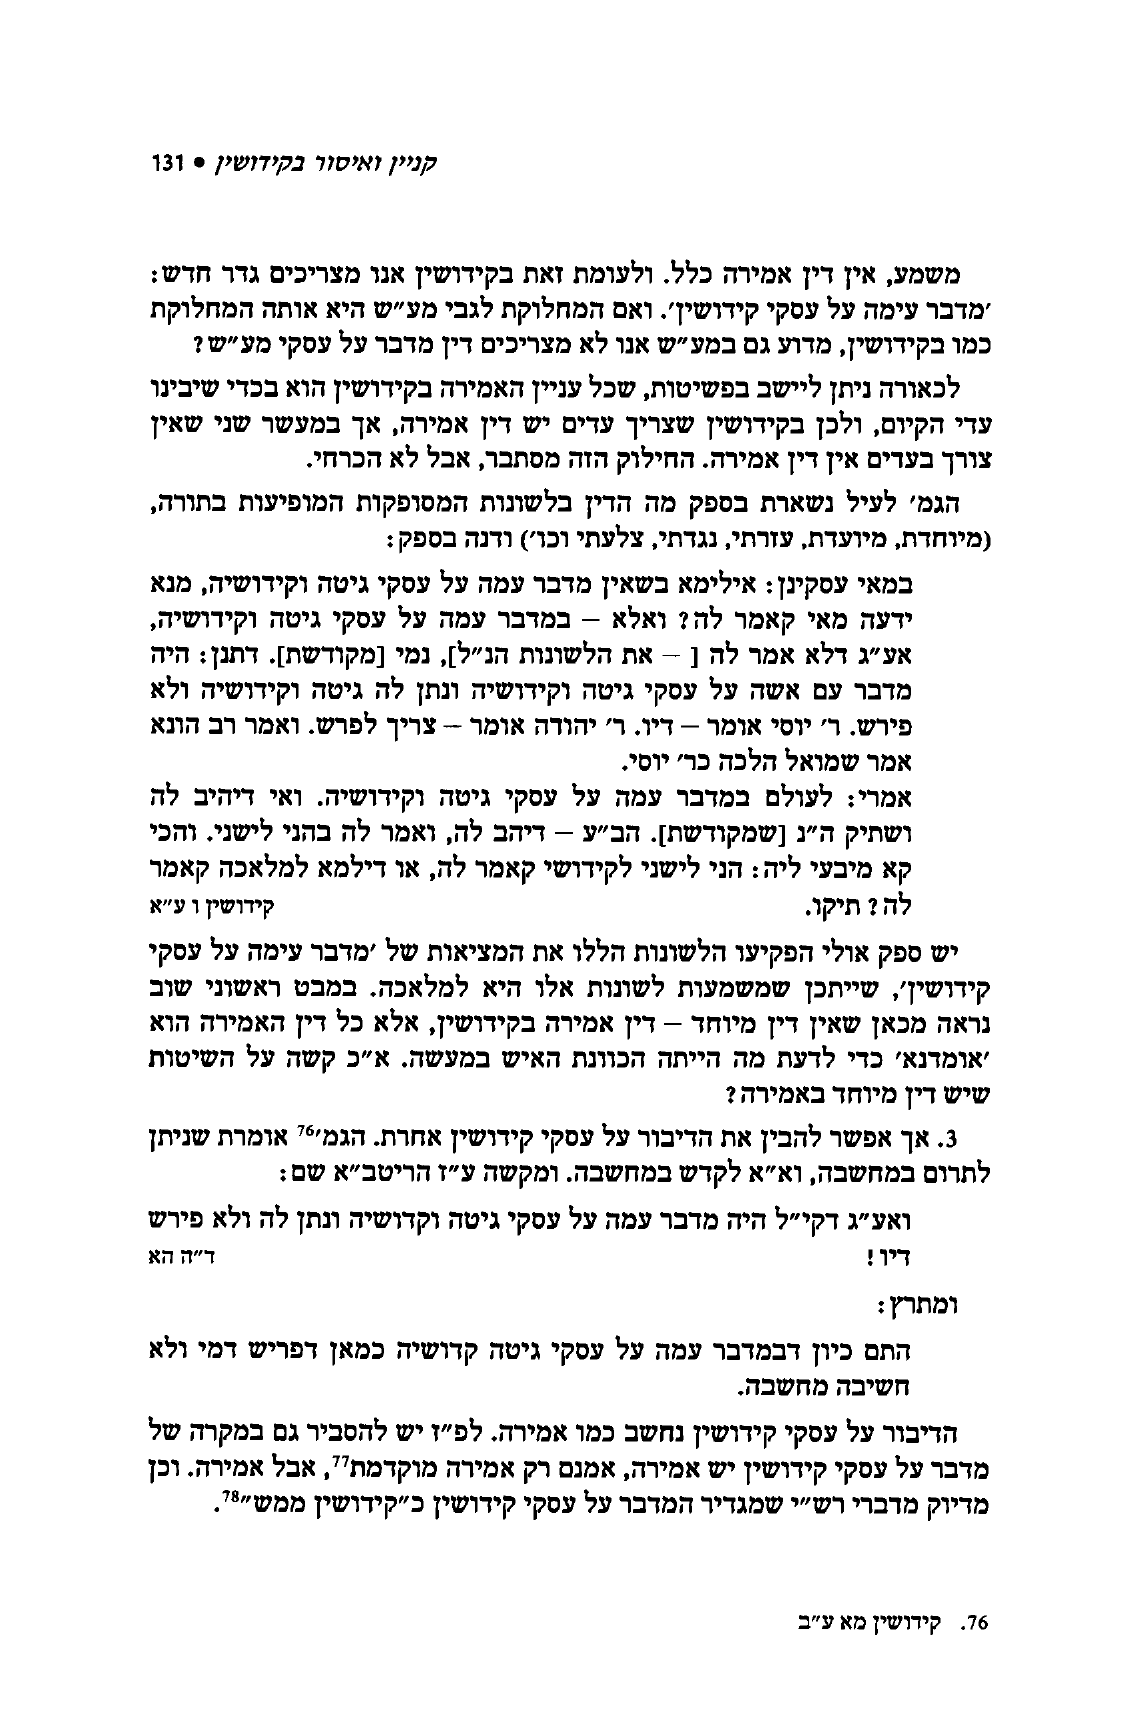 קניין ואיסור בקידושין • 131
משמע, אין דין אמירה כלל. ולעומת זאת בקידושין אנו מצריכים גדר חדש:
'מדבר עימה על עסקי קידושין'. ואם המחלוקת לגבי מע"ש היא אותה המחלוקת
כמו בקידושין, מדוע גם במע"ש אנו לא מצריכים דין מדבר על עסקי מע"ש?
לכאורה ניתן ליישב בפשיטות, שכל עניין האמירה בקידושין הוא בכדי שיבינו
עדי הקיום, ולכן בקידושין שצריך עדים יש דין אמירה, אך במעשר שני שאין
צורך בעדים אין דין אמירה. החילוק הזה מסתבר, אבל לא הכרחי.
הגמ' לעיל נשארת בספק מה הדין בלשונות המסופקות המופיעות בתורה,
(מיוחדת, מיועדת, עזרתי, נגדתי, צלעתי וכו') ודנה בספק:
במאי עסקינן: אילימא בשאין מדבר עמה על עסקי גיטה וקידושיה, מנא
ידעה מאי קאמר לה? ואלא – במדבר עמה על עסקי גיטה וקידושיה,
אע"ג דלא אמר לה [ – את הלשונות הנ"ל], נמי [מקודשת]. דתנן: היה
מדבר עם אשה על עסקי גיטה וקידושיה ונתן לה גיטה וקידושיה ולא
פירש. ר' יוסי אומר – דיו. ר' יהודה אומר – צריך לפרש. ואמר רב הונא
אמר שמואל הלכה כר' יוסי.
אמרי: לעולם במדבר עמה על עסקי גיטה וקידושיה. ואי דיהיב לה
ושתיק ה"נ [שמקודשת]. הב"ע – דיהב לה, ואמר לה בהני לישני. והכי
קא מיבעי ליה: הני לישני לקידושי קאמר לה, או דילמא למלאכה קאמר
לה? תיקו. קידושין ו ע"א
יש ספק אולי הפקיעו הלשונות הללו את המציאות של 'מדבר עימה על עסקי
קידושין', שייתכן שמשמעות לשונות אלו היא למלאכה. במבט ראשוני שוב
נראה מכאן שאין דין מיוחד – דין אמירה בקידושין, אלא כל דין האמירה הוא
'אומדנא' כדי לדעת מה הייתה הכוונת האיש במעשה. א"כ קשה על השיטות
שיש דין מיוחד באמירה?
3. אך אפשר להבין את הדיבור על עסקי קידושין אחרת. הגמ'76 אומרת שניתן
לתרום במחשבה, וא"א לקדש במחשבה. ומקשה ע"ז הריטב"א שם:
ואע"ג דקי"ל היה מדבר עמה על עסקי גיטה וקדושיה ונתן לה ולא פירש
דיו! ד"ה הא
ומתרץ:
התם כיון דבמדבר עמה על עסקי גיטה קדושיה כמאן דפריש דמי ולא
חשיבה מחשבה.
הדיבור על עסקי קידושין נחשב כמו אמירה. לפ"ז יש להסביר גם במקרה של
מדבר על עסקי קידושין יש אמירה, אמנם רק אמירה מוקדמת77, אבל אמירה. וכן
מדיוק מדברי רש"י שמגדיר המדבר על עסקי קידושין כ"קידושין ממש"78.
76. קידושין מא ע"ב